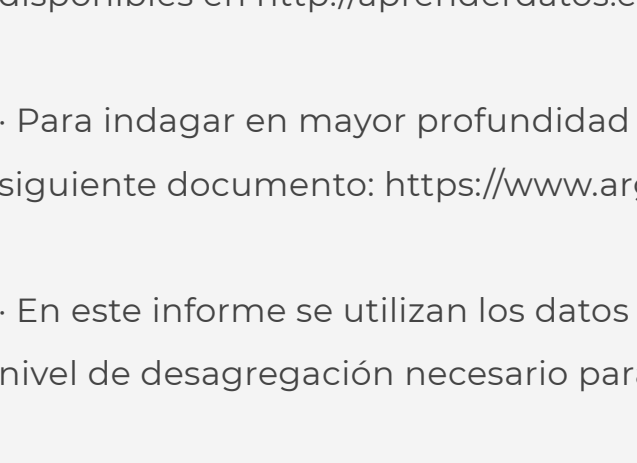 disponibles en http://aprenderdatos.e
· Para indagar en mayor profundidad
siguiente documento: https://www.arg
· En este informe se utilizan los datos
nivel de desagregación necesario para